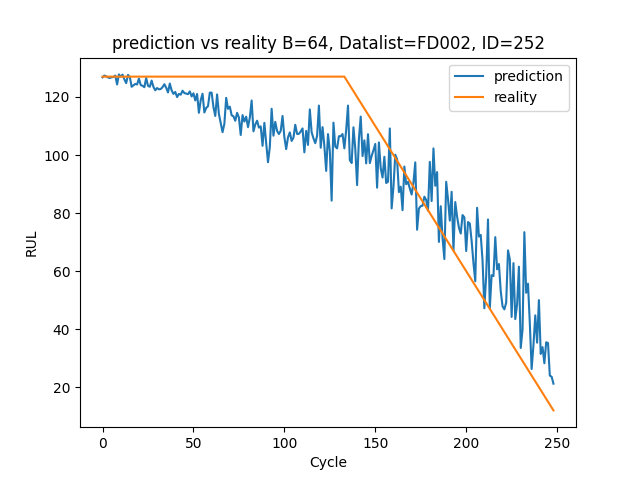 prediction vs reality B=64, Datalist=FD002, ID=252
prediction
reality
120
100
80
60
40
20
RUL
0 50 100 150 200 250
Cycle